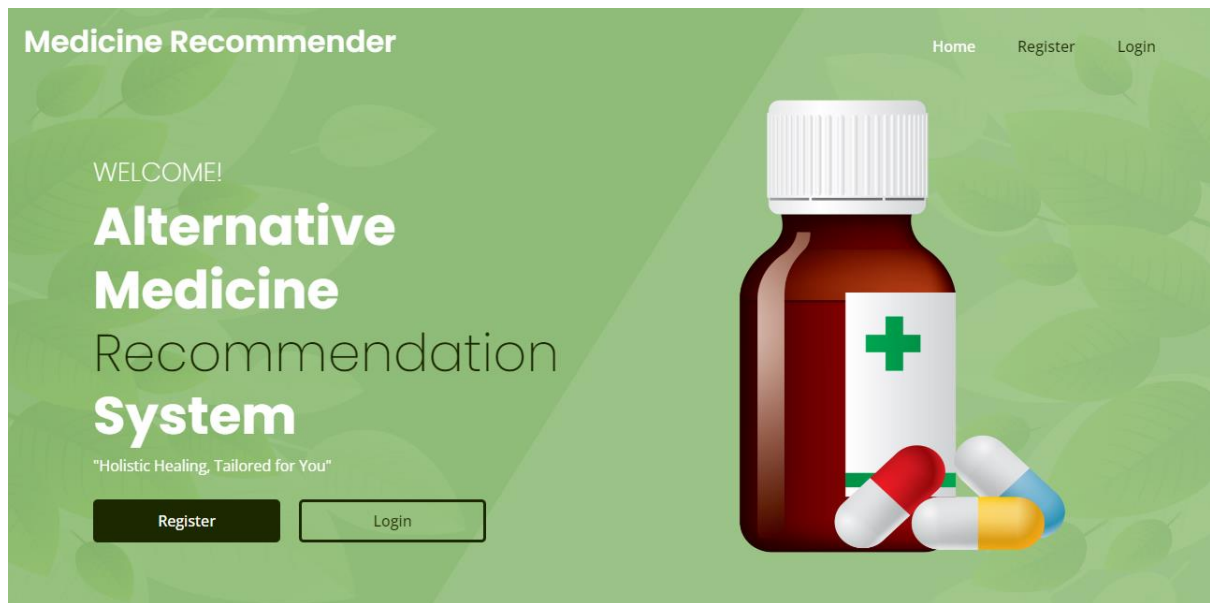 Medicine Recommender
Home Register Login
WELCOME!
Alternative
Medicine
Recommendation
System
"Holistic Healing, Tailored for You"
Register Login